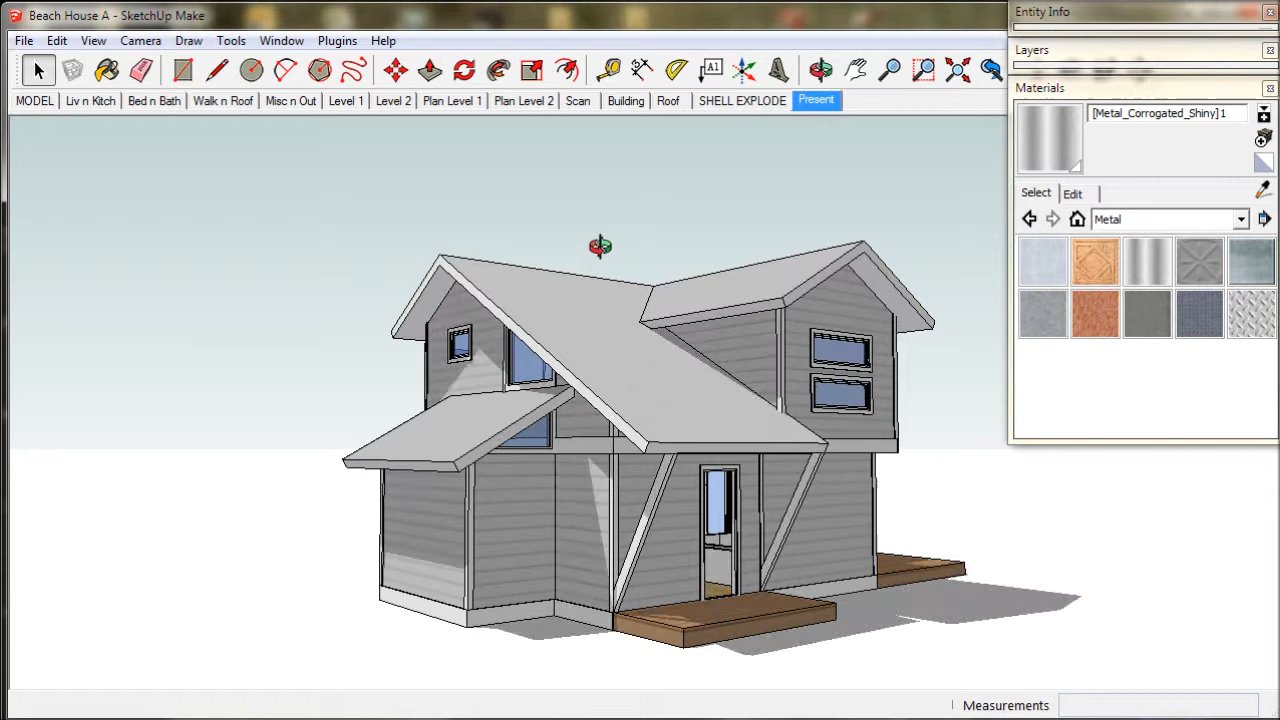 Beach House A - SketchUp Make
File Edit View Camera Draw Tools Window Plugins Help
A1
MODEL Liv n Kitch Bed n Bath Walk n Roof Misc n Out Level 1 Level 2 Plan Level 1 Plan Level 2 Scan Building Roof SHELL EXPLODE Present
Entity Info
Layers
Materials
[Metal_Corrogated_Shiny]1
Select Edit
Metal
Measurements